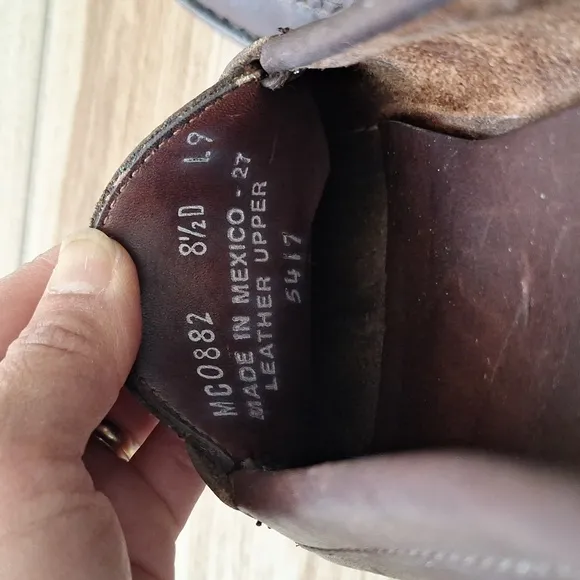 MC0882 8½D L9
MADE IN MEXICO - 27
LEATHER UPPER
5417